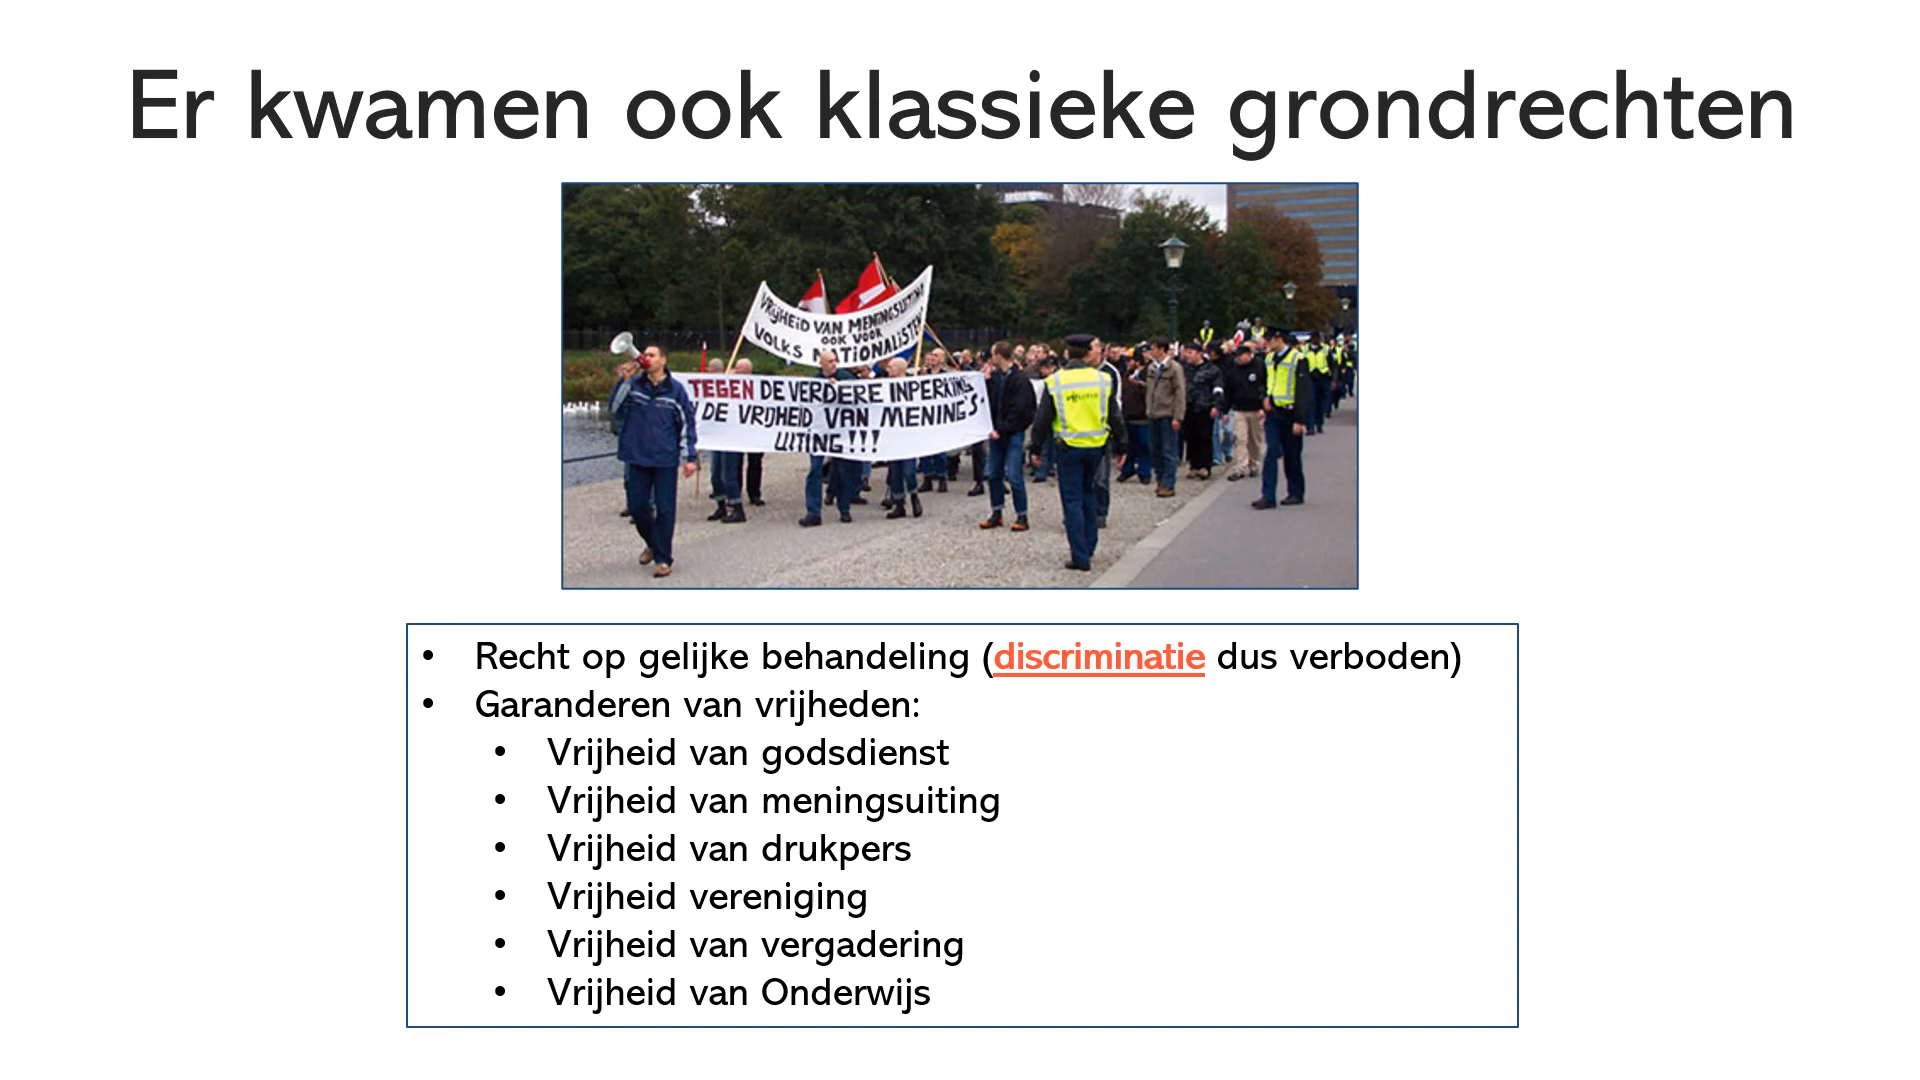 Er kwamen ook klassieke grondrechten
VRIJHEID VAN MENINGSUITING
OOK VOOR
VOLKS NATIONALISTEN
TEGEN DE VERDERE INPERKING
DE VRIJHEID VAN MENING'S-
UITING!!!
POLITIE
• Recht op gelijke behandeling (discriminatie dus verboden)
• Garanderen van vrijheden:
• Vrijheid van godsdienst
• Vrijheid van meningsuiting
• Vrijheid van drukpers
• Vrijheid vereniging
• Vrijheid van vergadering
• Vrijheid van Onderwijs